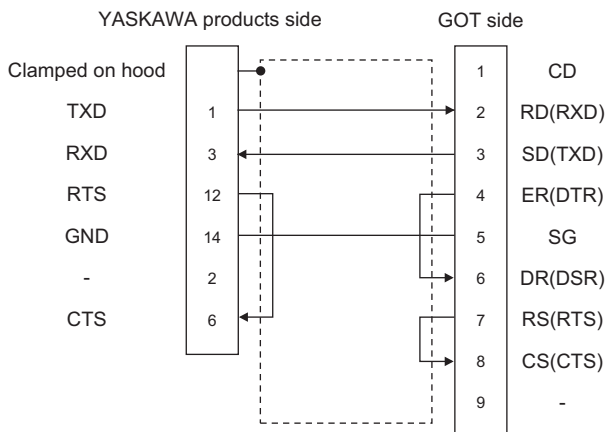 YASKAWA products side GOT side
Clamped on hood 1 CD
TXD 1 2 RD(RXD)
RXD 3 3 SD(TXD)
RTS 12 4 ER(DTR)
GND 14 5 SG
- 2 6 DR(DSR)
CTS 6 7 RS(RTS)
8 CS(CTS)
9 -